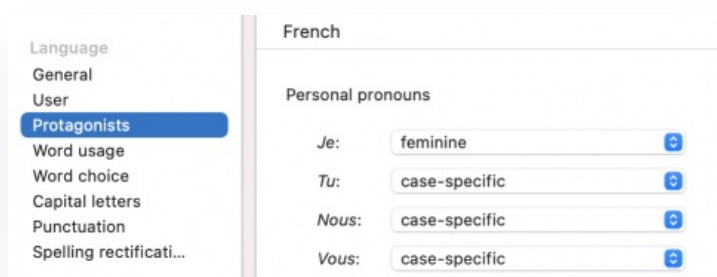 Language
General
User
Protagonists
Word usage
Word choice
Capital letters
Punctuation
Spelling rectificati...
French
Personal pronouns
Je: feminine
Tu: case-specific
Nous: case-specific
Vous: case-specific